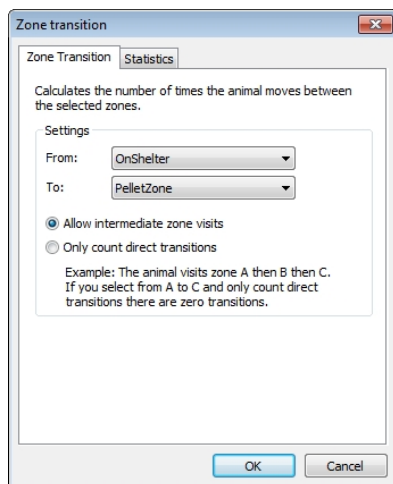 Zone transition
Zone Transition
Statistics
Calculates the number of times the animal moves between
the selected zones.
Settings
From:
OnShelter
To:
PelletZone
Allow intermediate zone visits
Only count direct transitions
Example: The animal visits zone A then B then C.
If you select from A to C and only count direct
transitions there are zero transitions.
OK
Cancel